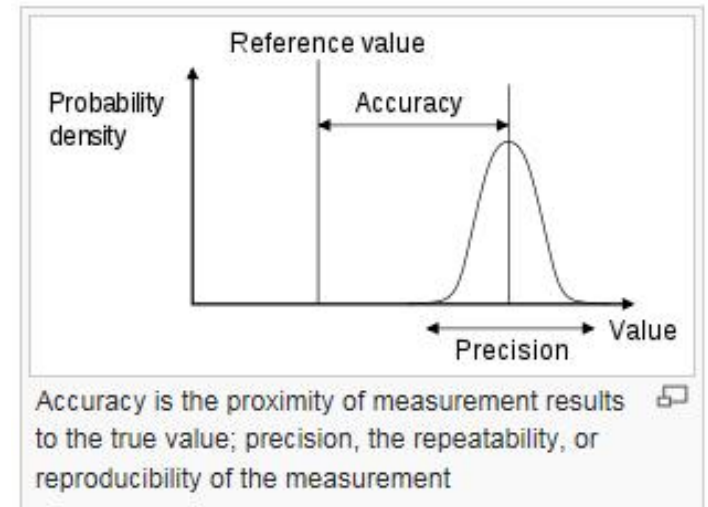 Reference value
Probability
density
Accuracy
Value
Precision
Accuracy is the proximity of measurement results
to the true value; precision, the repeatability, or
reproducibility of the measurement